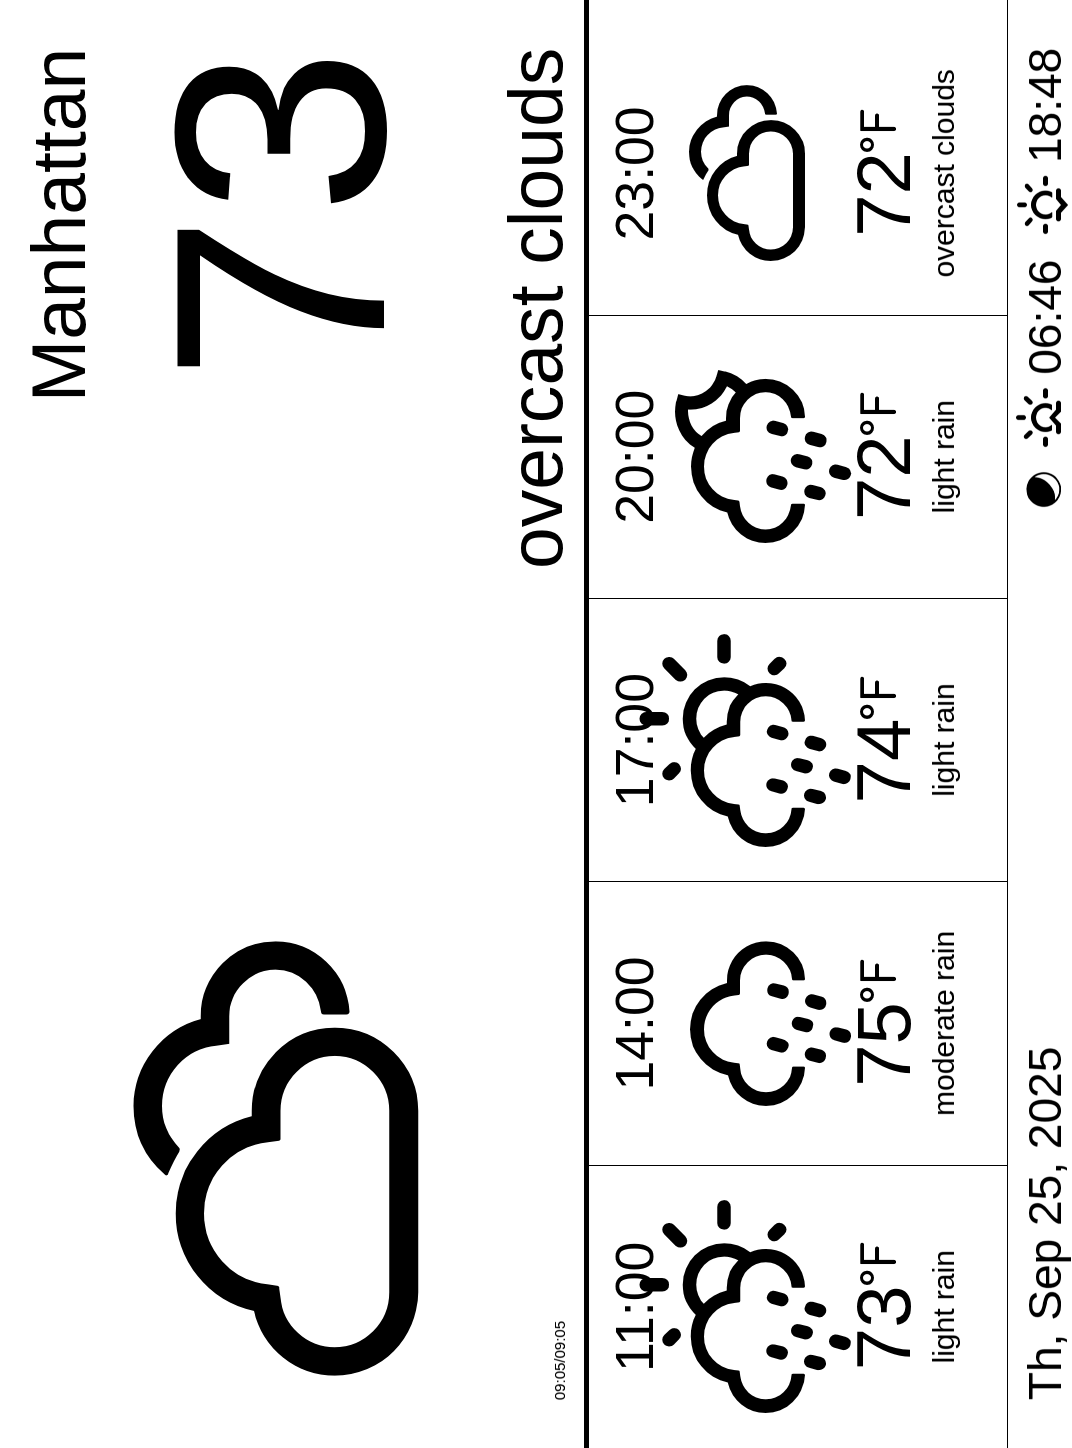 Manhattan
73
overcast clouds
09:05/09:05
11:00
73°F
light rain
14:00
75°F
moderate rain
17:00
74°F
light rain
20:00
72°F
light rain
23:00
72°F
overcast clouds
Th, Sep 25, 2025
06:46 18:48